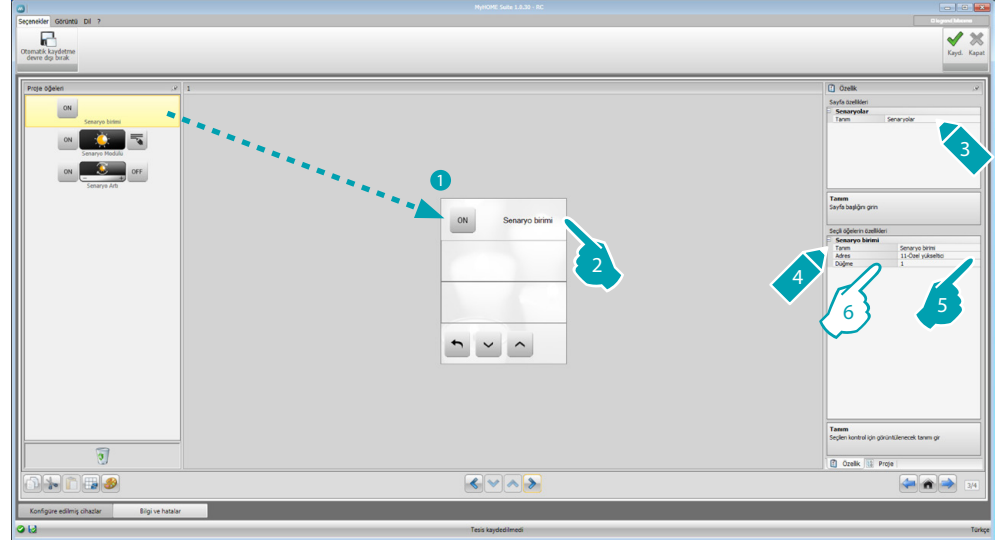 MyHOME Suite 1.0.20 - RC
Seçenekler Görüntü Dil ?
Otomatik kaydetme
devre dışı bırak
Kayd. Kapat
Proje öğeleri
1
Özellik
ON
Senaryo birimi
ON
Senaryo Modülü
ON
OFF
Senaryo Artı
1
ON Senaryo birimi
2
Sayfa özellikleri
Senaryolar
Tanım Senaryolar
3
Tanım
Sayfa başlığını girin
Seçili öğelerin özellikleri
Senaryo birimi
Tanım Senaryo birimi
Adres 11-Özel yükseltici
Düğme 1
4
6
5
Tanım
Seçilen kontrol için görüntülenecek tanım gir
Özellik Proje
3/4
Konfigüre edilmiş cihazlar Bilgi ve hatalar
Tesis kaydedilmedi
Türkçe